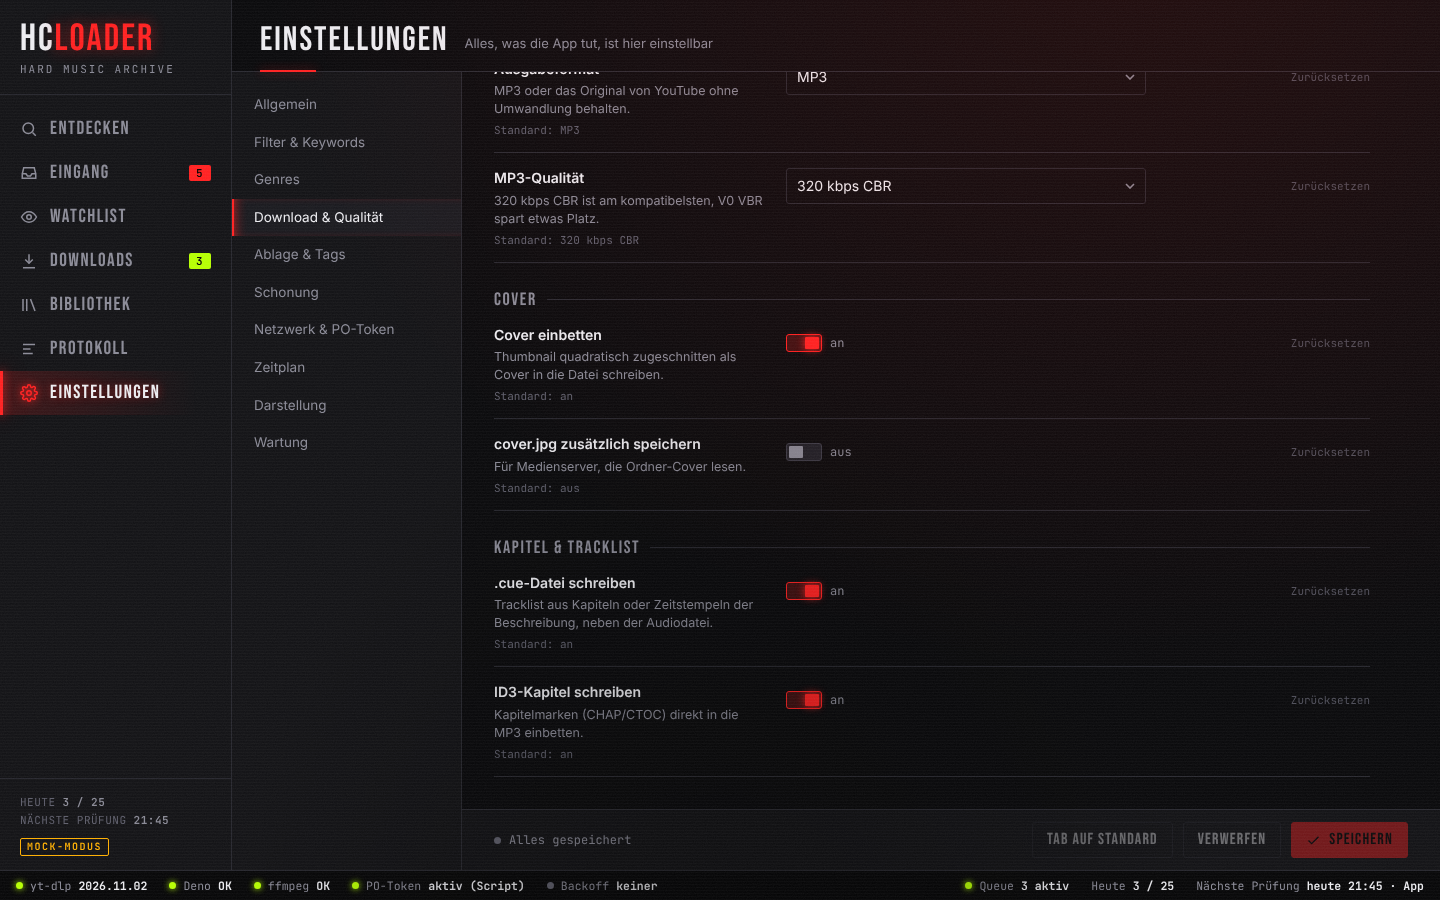 HCLOADER
HARD MUSIC ARCHIVE
ENTDECKEN
EINGANG 5
WATCHLIST
DOWNLOADS 3
BIBLIOTHEK
PROTOKOLL
EINSTELLUNGEN
HEUTE 3 / 25
NÄCHSTE PRÜFUNG 21:45
MOCK-MODUS
EINSTELLUNGEN Alles, was die App tut, ist hier einstellbar
Allgemein
Filter & Keywords
Genres
Download & Qualität
Ablage & Tags
Schonung
Netzwerk & PO-Token
Zeitplan
Darstellung
Wartung
Ausgabeformat MP3 Zurücksetzen
MP3 oder das Original von YouTube ohne
Umwandlung behalten.
Standard: MP3
MP3-Qualität 320 kbps CBR Zurücksetzen
320 kbps CBR ist am kompatibelsten, V0 VBR
spart etwas Platz.
Standard: 320 kbps CBR
COVER
Cover einbetten an Zurücksetzen
Thumbnail quadratisch zugeschnitten als
Cover in die Datei schreiben.
Standard: an
cover.jpg zusätzlich speichern aus Zurücksetzen
Für Medienserver, die Ordner-Cover lesen.
Standard: aus
KAPITEL & TRACKLIST
.cue-Datei schreiben an Zurücksetzen
Tracklist aus Kapiteln oder Zeitstempeln der
Beschreibung, neben der Audiodatei.
Standard: an
ID3-Kapitel schreiben an Zurücksetzen
Kapitelmarken (CHAP/CTOC) direkt in die
MP3 einbetten.
Standard: an
Alles gespeichert TAB AUF STANDARD VERWERFEN SPEICHERN
yt-dlp 2026.11.02 Deno OK ffmpeg OK PO-Token aktiv (Script) Backoff keiner Queue 3 aktiv Heute 3 / 25 Nächste Prüfung heute 21:45 · App